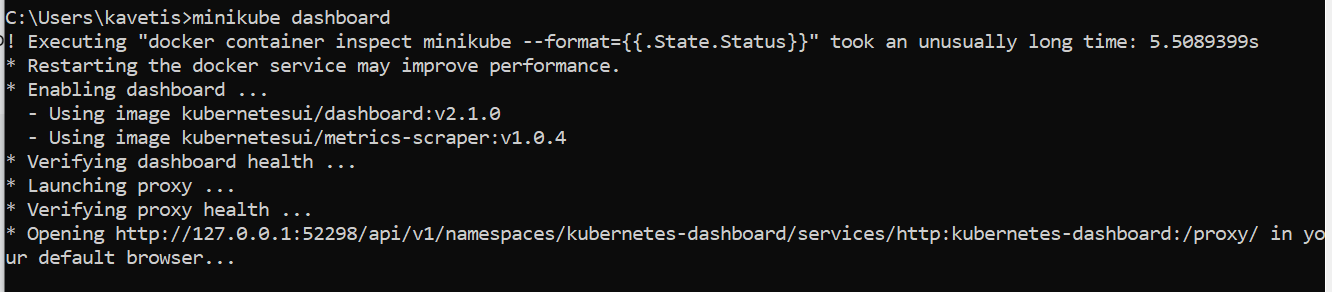 C:\Users\kavetis>minikube dashboard
! Executing "docker container inspect minikube --format={{.State.Status}}" took an unusually long time: 5.5089399s
* Restarting the docker service may improve performance.
* Enabling dashboard ...
  - Using image kubernetesui/dashboard:v2.1.0
  - Using image kubernetesui/metrics-scraper:v1.0.4
* Verifying dashboard health ...
* Launching proxy ...
* Verifying proxy health ...
* Opening http://127.0.0.1:52298/api/v1/namespaces/kubernetes-dashboard/services/http:kubernetes-dashboard:/proxy/ in yo
ur default browser...